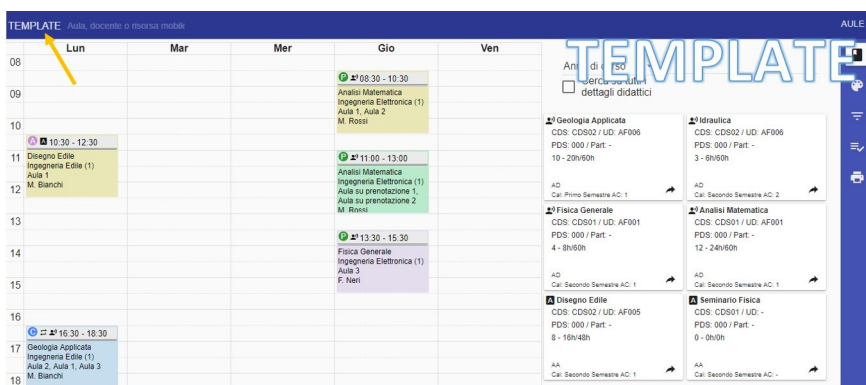 TEMPLATE Aula, docente o risorsa mobile
AULE
TEMPLATE
Lun Mar Mer Gio Ven
08
09
10
11
12
13
14
15
16
17
18
A A 10:30 - 12:30
Disegno Edile
Ingegneria Edile (1)
Aula 1
M. Bianchi
C 16:30 - 18:30
Geologia Applicata
Ingegneria Edile (1)
Aula 2, Aula 1, Aula 3
M. Bianchi
P 08:30 - 10:30
Analisi Matematica
Ingegneria Elettronica (1)
Aula 1, Aula 2
M. Rossi
P 11:00 - 13:00
Analisi Matematica
Ingegneria Elettronica (1)
Aula su prenotazione 1,
Aula su prenotazione 2
M. Rossi
P 13:30 - 15:30
Fisica Generale
Ingegneria Elettronica (1)
Aula 3
F. Neri
di corso
Cerca su tutti i
dettagli didattici
Geologia Applicata
CDS: CDS02 / UD: AF006
PDS: 000 / Part: -
10 - 20h/60h
AD
Cal: Primo Semestre AC: 1
Idraulica
CDS: CDS02 / UD: AF006
PDS: 000 / Part: -
3 - 6h/60h
AD
Cal: Secondo Semestre AC: 2
Fisica Generale
CDS: CDS01 / UD: AF001
PDS: 000 / Part: -
4 - 8h/60h
AD
Cal: Secondo Semestre AC: 1
Analisi Matematica
CDS: CDS01 / UD: AF001
PDS: 000 / Part: -
12 - 24h/60h
AD
Cal: Secondo Semestre AC: 1
A Disegno Edile
CDS: CDS02 / UD: AF005
PDS: 000 / Part: -
8 - 16h/48h
AA
Cal: Secondo Semestre AC: 1
A Seminario Fisica
CDS: CDS01 / UD: -
PDS: 000 / Part: -
0 - 0h/0h
AA
Cal: Secondo Semestre AC: -